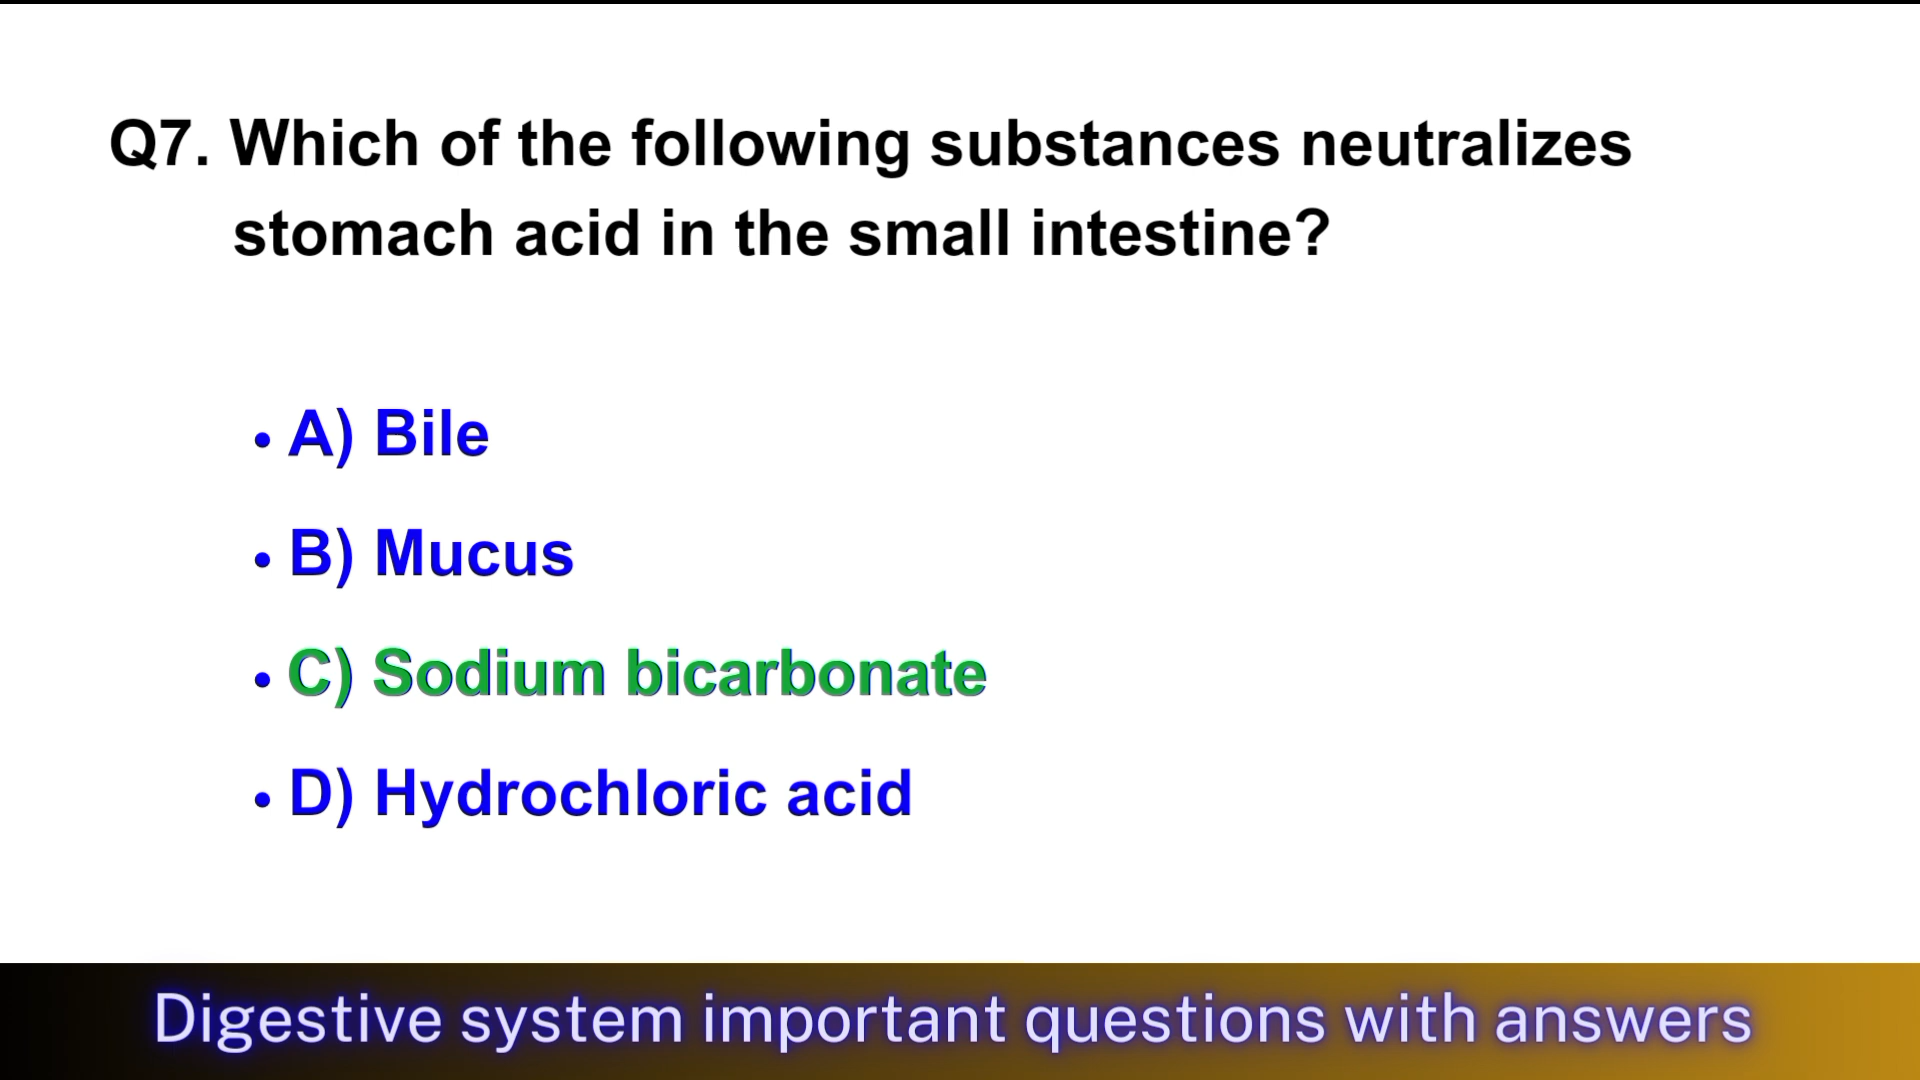 Q7. Which of the following substances neutralizes
stomach acid in the small intestine?
• A) Bile
• B) Mucus
• C) Sodium bicarbonate
• D) Hydrochloric acid
Digestive system important questions with answers